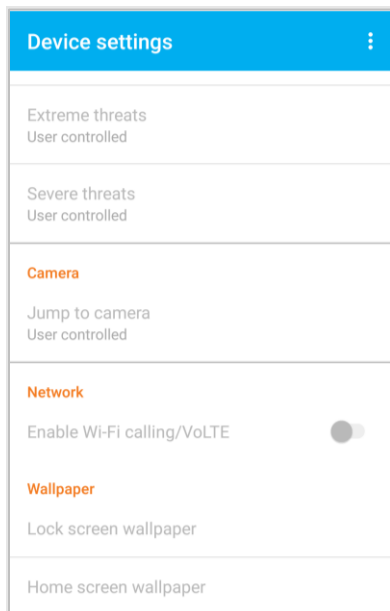 Device settings
Extreme threats
User controlled
Severe threats
User controlled
Camera
Jump to camera
User controlled
Network
Enable Wi-Fi calling/VoLTE
Wallpaper
Lock screen wallpaper
Home screen wallpaper